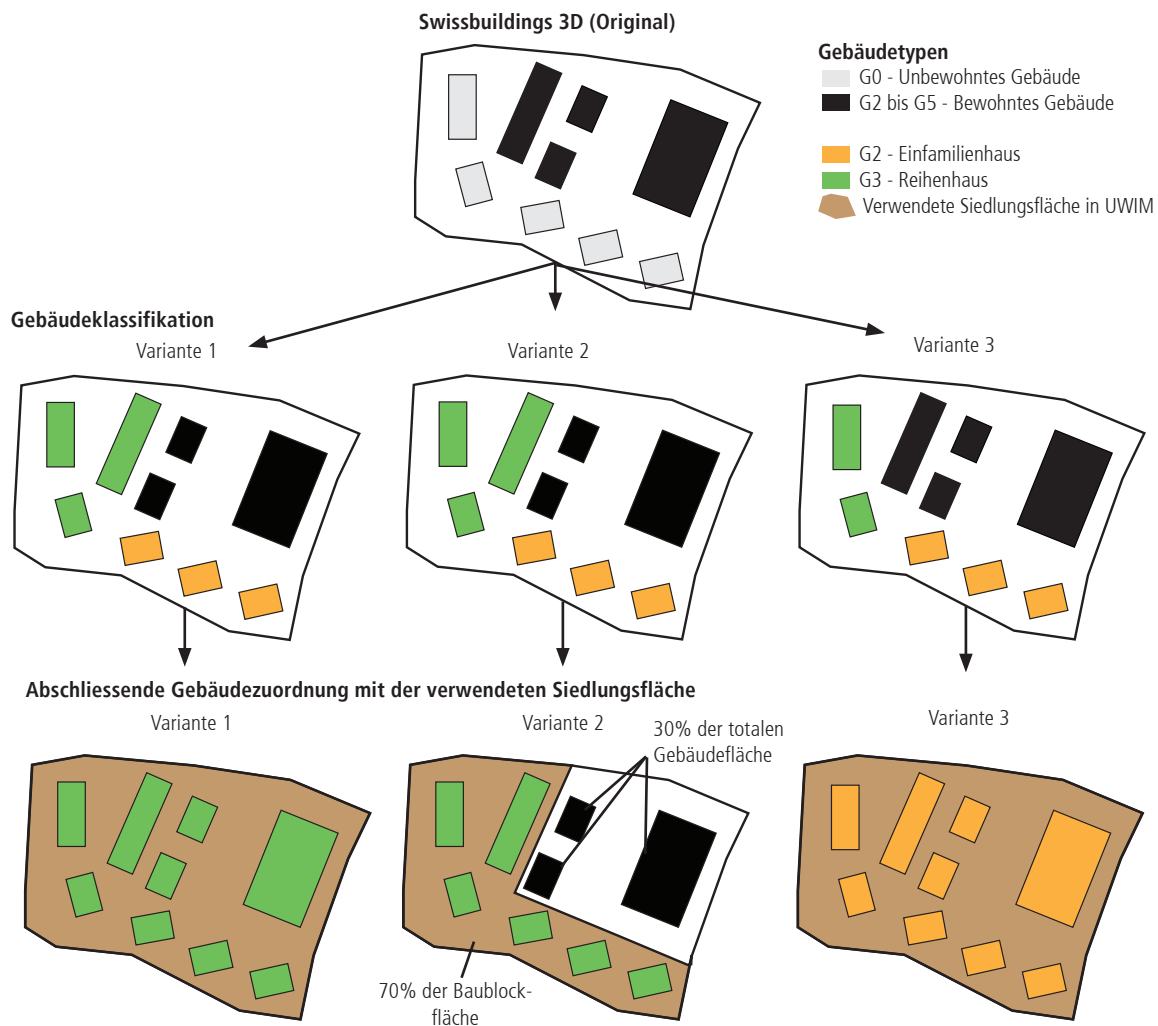 Swissbuildings 3D (Original)
Gebäudetypen
G0 - Unbewohntes Gebäude
G2 bis G5 - Bewohntes Gebäude
G2 - Einfamilienhaus
G3 - Reihenhaus
Verwendete Siedlungsfläche in UWIM
Gebäudeklassifikation
Variante 1
Variante 2
Variante 3
Abschliessende Gebäudezuordnung mit der verwendeten Siedlungsfläche
Variante 1
Variante 2
30% der totalen
Gebäudefläche
Variante 3
70% der Baublock-
fläche